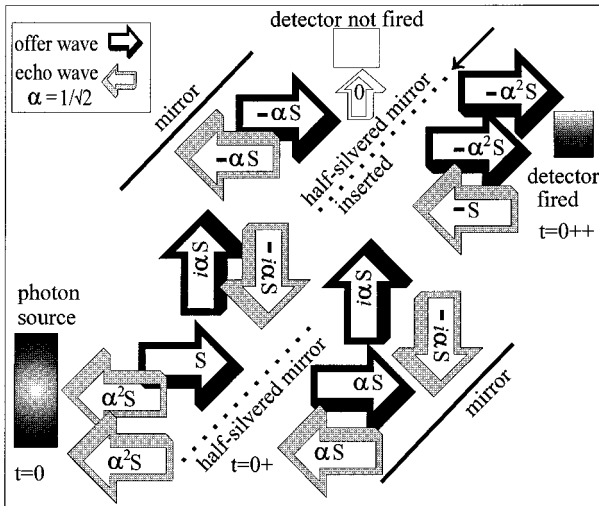 offer wave
echo wave
α = 1/√2
detector not fired
0
mirror
-αS
-αS
half-silvered mirror
inserted
-α²S
-α²S
-S
detector
fired
t=0++
iαS
-iαS
iαS
-iαS
photon
source
S
α²S
α²S
t=0
half-silvered mirror
t=0+
αS
αS
mirror